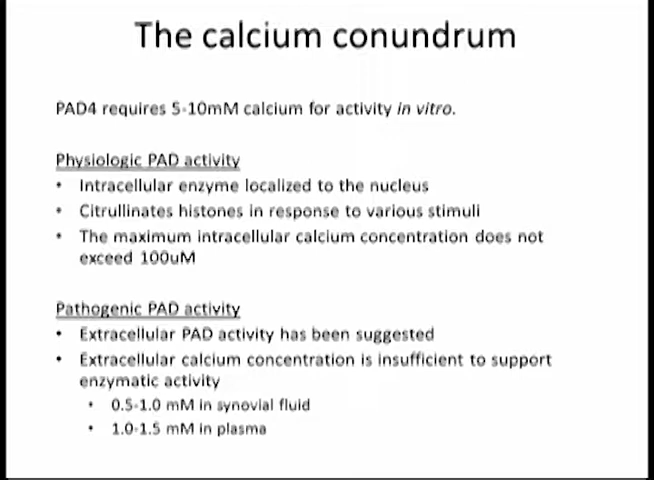 The calcium conundrum
PAD4 requires 5-10mM calcium for activity in vitro.
Physiologic PAD activity
• Intracellular enzyme localized to the nucleus
• Citrullinates histones in response to various stimuli
• The maximum intracellular calcium concentration does not
exceed 100uM
Pathogenic PAD activity
• Extracellular PAD activity has been suggested
• Extracellular calcium concentration is insufficient to support
enzymatic activity
• 0.5-1.0 mM in synovial fluid
• 1.0-1.5 mM in plasma